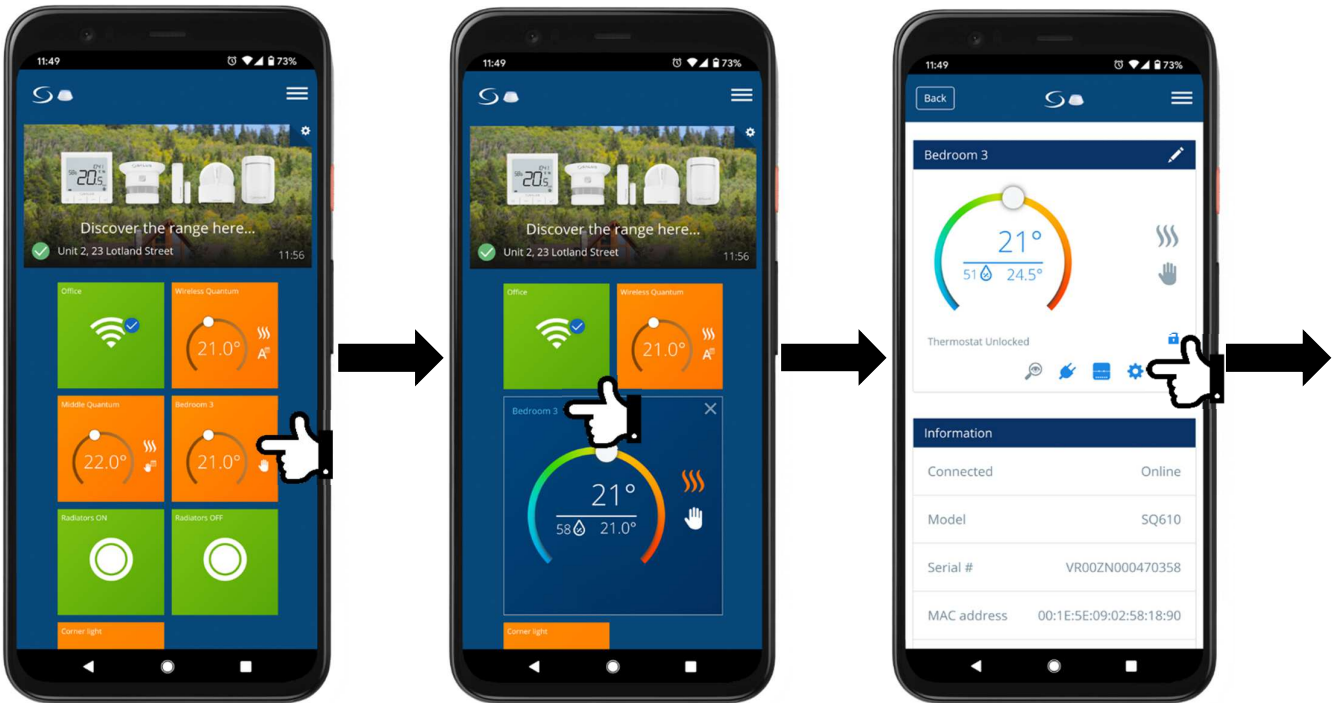 11:49
73%
Discover the range here...
Unit 2, 23 Lotland Street
11:56
Office
Wireless Quantum
21.0°
A
Middle Quantum
Bedroom 3
22.0°
21.0°
Radiators ON
Radiators OFF
Corner light
11:49
73%
Discover the range here...
Unit 2, 23 Lotland Street
11:56
Office
Wireless Quantum
21.0°
A
Bedroom 3
21°
58 21.0°
Corner light
11:49
73%
Back
Bedroom 3
21°
51 24.5°
Thermostat Unlocked
Information
Connected Online
Model SQ610
Serial # VR00ZN000470358
MAC address 00:1E:5E:09:02:58:18:90